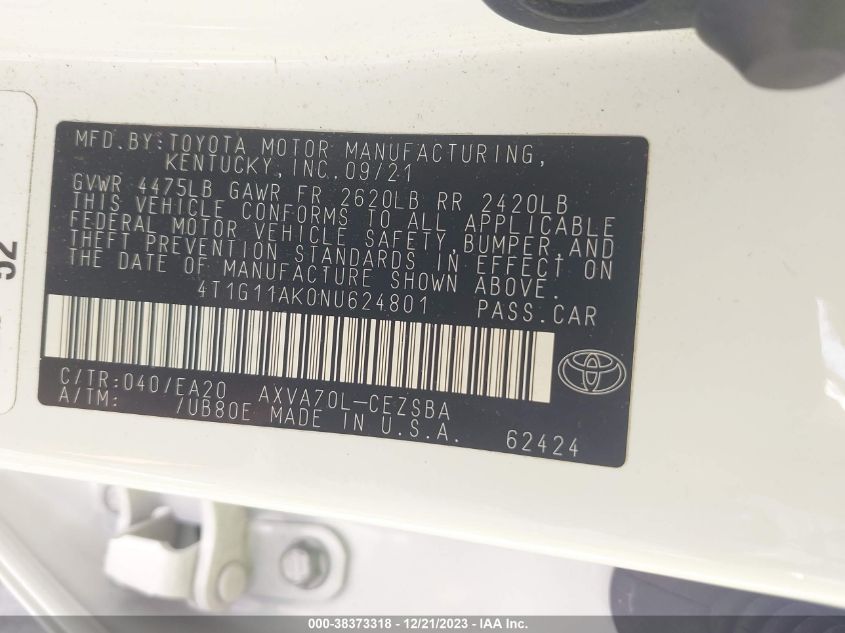 52
MFD.BY:TOYOTA MOTOR MANUFACTURING,
KENTUCKY,INC.09/21
GVWR 4475LB GAWR FR 2620LB RR 2420LB
THIS VEHICLE CONFORMS TO ALL APPLICABLE
FEDERAL MOTOR VEHICLE SAFETY,BUMPER,AND
THEFT PREVENTION STANDARDS IN EFFECT ON
THE DATE OF MANUFACTURE SHOWN ABOVE.
4T1G11AK0NU624801 PASS.CAR
C/TR:040/EA20 AXVA70L-CEZSBA
A/TM: /UB80E MADE IN U.S.A. 62424
000-38373318 - 12/21/2023 - IAA Inc.